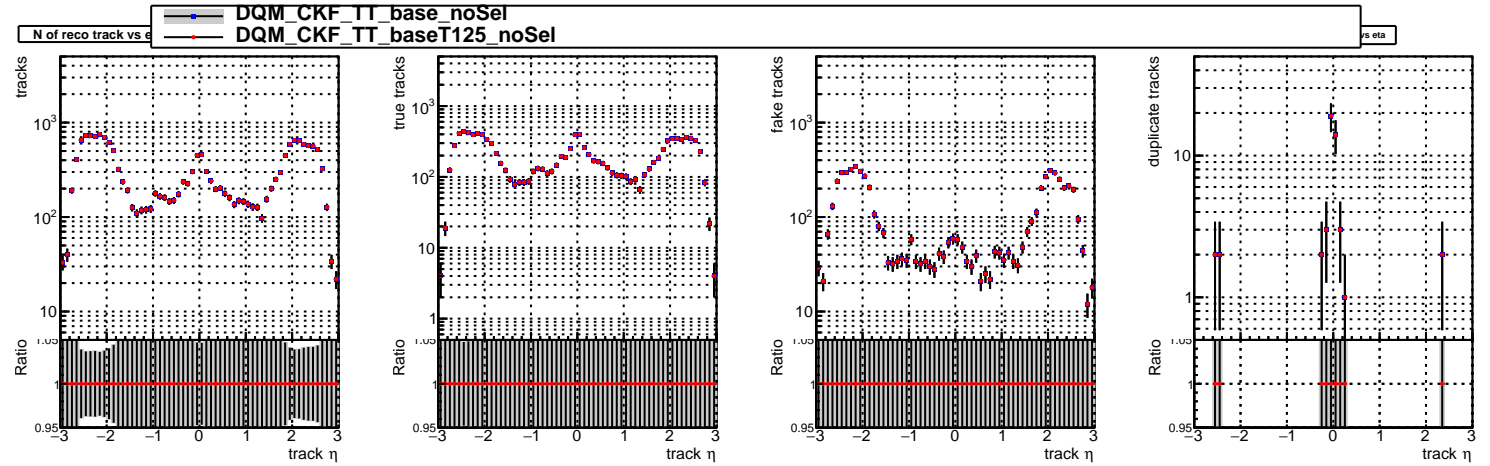 DQM_CKF_TT_base_noSel
DQM_CKF_TT_baseT125_noSel
N of reco track vs e
vs eta
tracks
10³
10²
10
Ratio
1.05
1
0.95
−3 −2 −1 0 1 2 3
track η
true tracks
10³
10²
10
1
Ratio
1.05
1
0.95
−3 −2 −1 0 1 2 3
track η
fake tracks
10³
10²
10
Ratio
1.05
1
0.95
−3 −2 −1 0 1 2 3
track η
duplicate tracks
10
1
Ratio
1.05
1
0.95
−3 −2 −1 0 1 2 3
track η